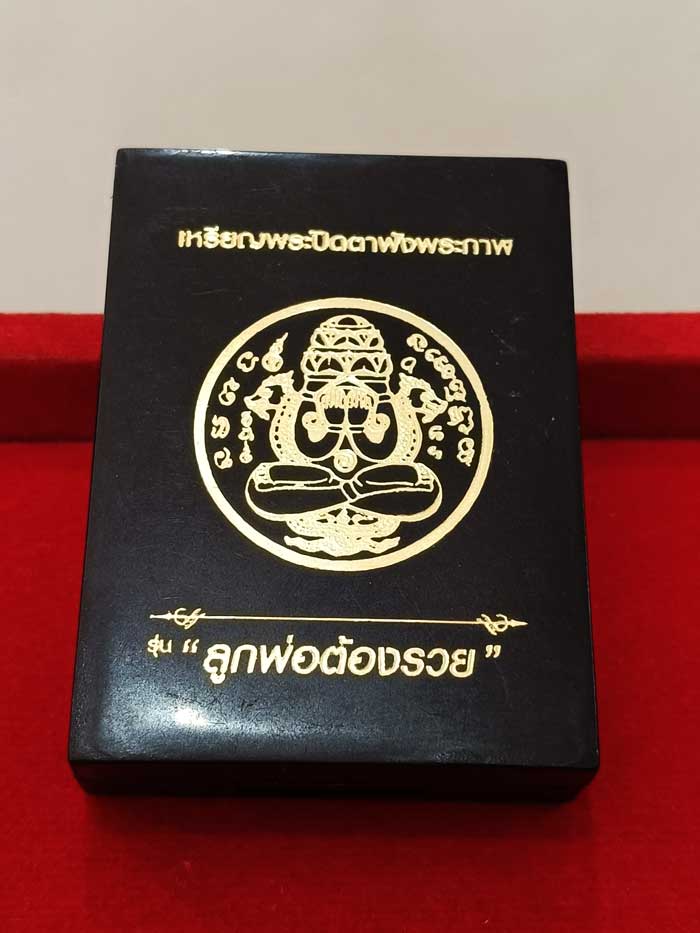 เหรียญพระปิดตาพังพระกาฬ
รุ่น “ลูกพ่อต้องรวย”